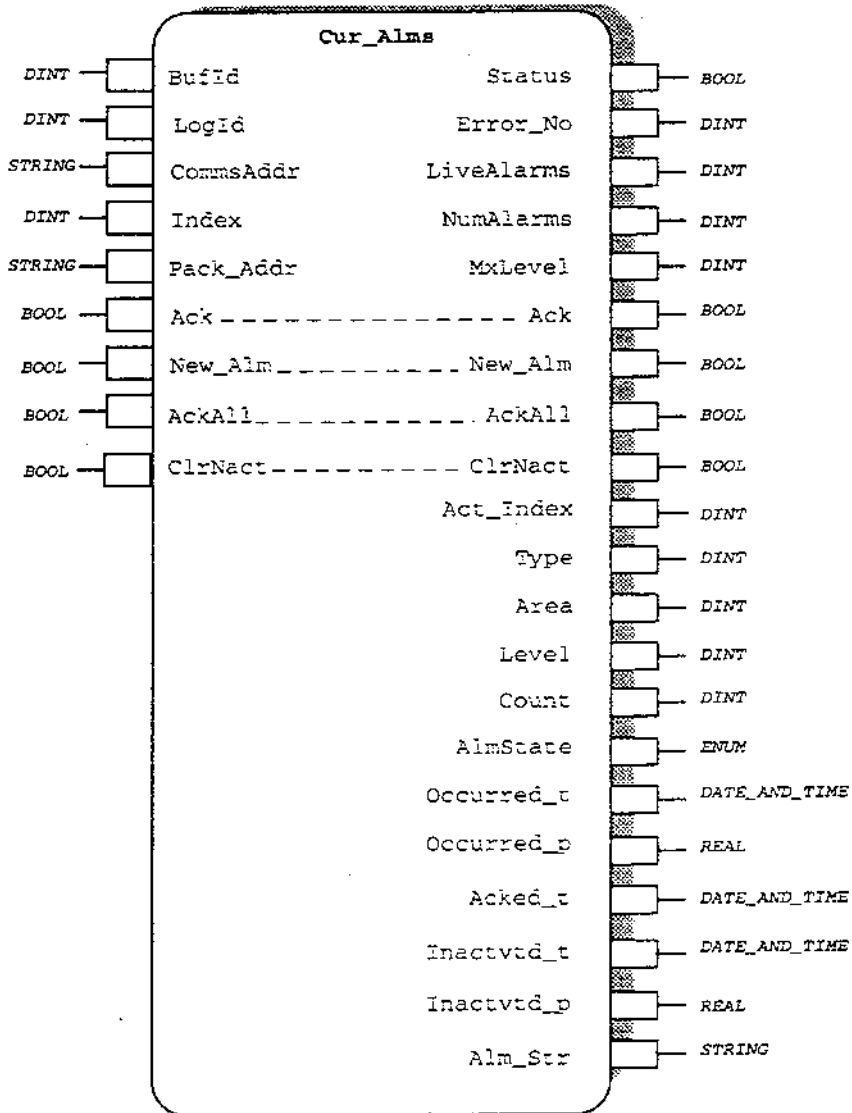 Cur_Alms
DINT BufId Status BOOL
DINT LogId Error_No DINT
STRING CommsAddr LiveAlarms DINT
DINT Index NumAlarms DINT
STRING Pack_Addr MxLevel DINT
BOOL Ack Ack BOOL
BOOL New_Alm New_Alm BOOL
BOOL AckAll AckAll BOOL
BOOL ClrNact ClrNact BOOL
Act_Index DINT
Type DINT
Area DINT
Level DINT
Count DINT
AlmState ENUM
Occurred_t DATE_AND_TIME
Occurred_p REAL
Acked_t DATE_AND_TIME
Inactvtd_t DATE_AND_TIME
Inactvtd_p REAL
Alm_Str STRING